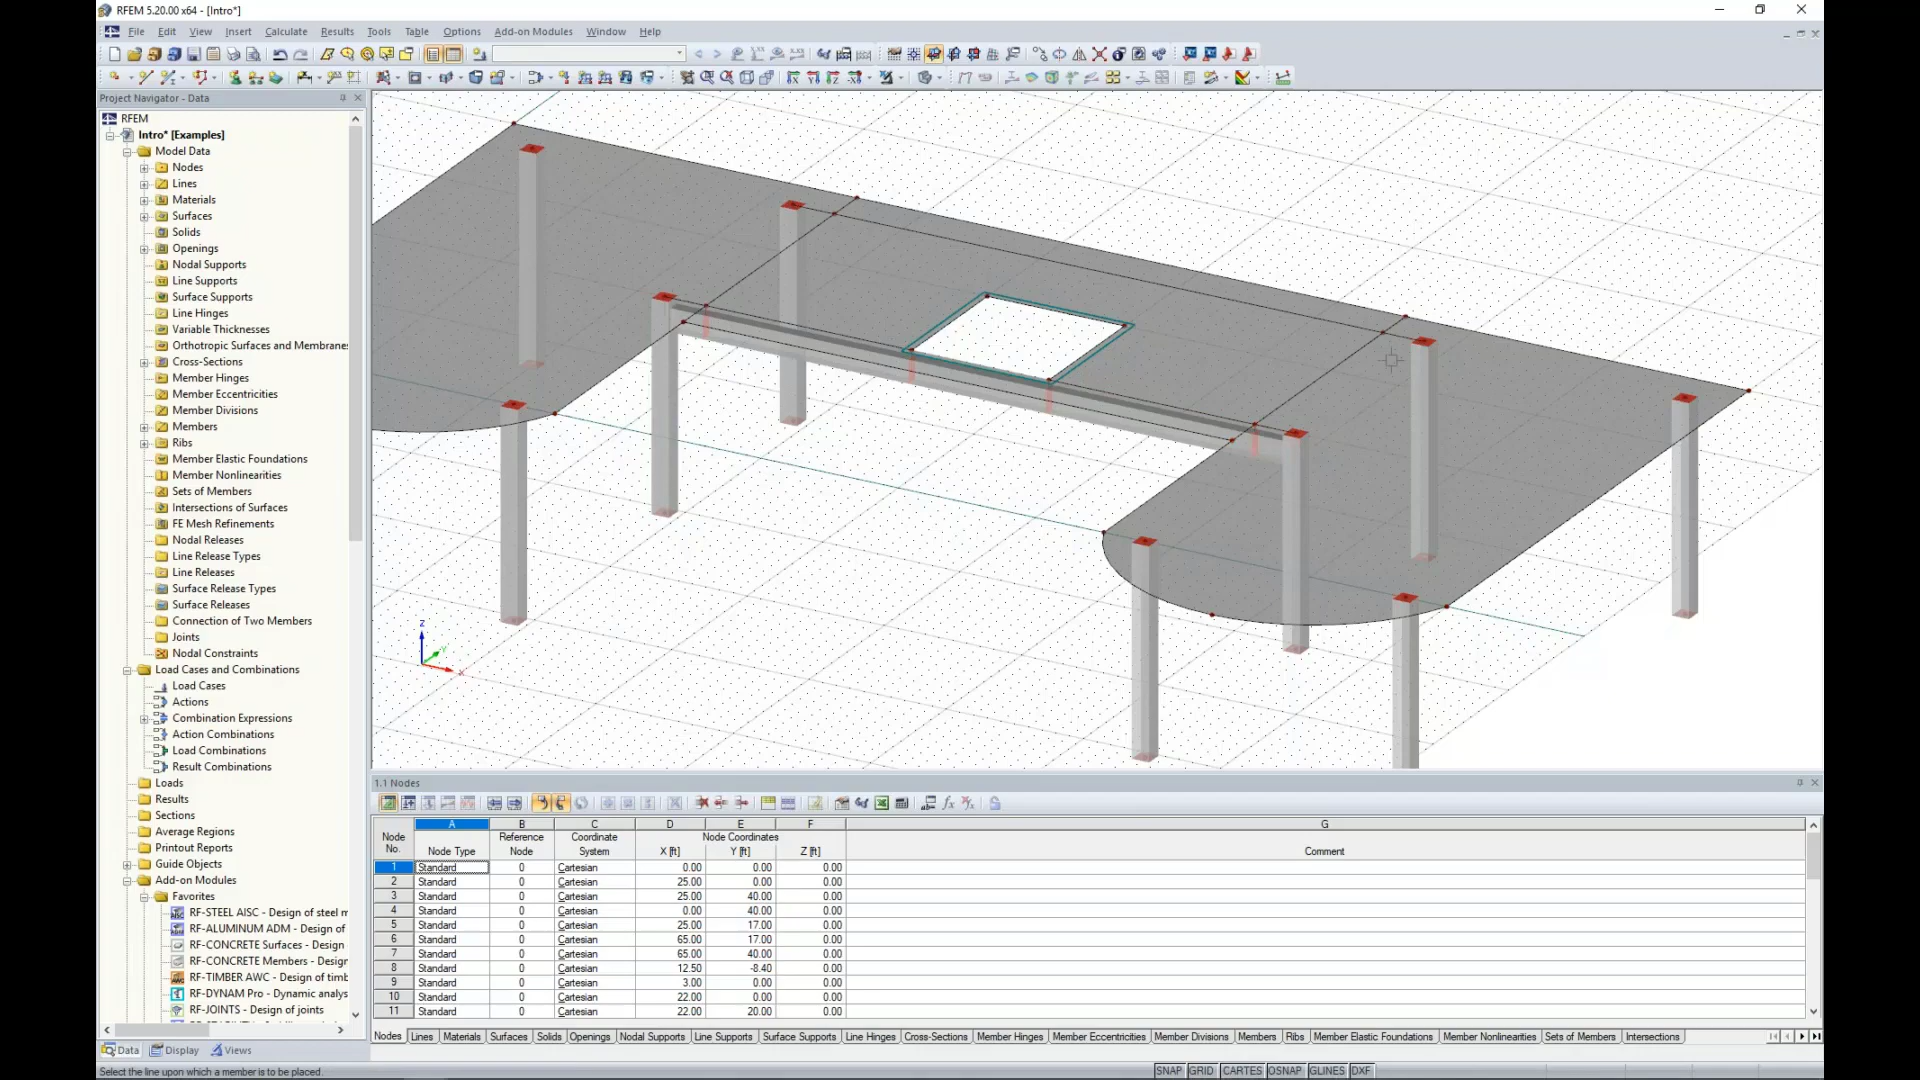 RFEM 5.20.00 x64 - [Intro*]
File Edit View Insert Calculate Results Tools Table Options Add-on Modules Window Help
Project Navigator - Data
RFEM
Intro* [Examples]
Model Data
Nodes
Lines
Materials
Surfaces
Solids
Openings
Nodal Supports
Line Supports
Surface Supports
Line Hinges
Variable Thicknesses
Orthotropic Surfaces and Membranes
Cross-Sections
Member Hinges
Member Eccentricities
Member Divisions
Members
Ribs
Member Elastic Foundations
Member Nonlinearities
Sets of Members
Intersections of Surfaces
FE Mesh Refinements
Nodal Releases
Line Release Types
Line Releases
Surface Release Types
Surface Releases
Connection of Two Members
Joints
Nodal Constraints
Load Cases and Combinations
Load Cases
Actions
Combination Expressions
Action Combinations
Load Combinations
Result Combinations
Loads
Results
Sections
Average Regions
Printout Reports
Guide Objects
Add-on Modules
Favorites
RF-STEEL AISC - Design of steel m
RF-ALUMINUM ADM - Design of
RF-CONCRETE Surfaces - Design
RF-CONCRETE Members - Design
RF-TIMBER AWC - Design of timb
RF-DYNAM Pro - Dynamic analys
RF-JOINTS - Design of joints
Data Display Views
Z
Y
X
1.1 Nodes
A B C D E F G
Node Reference Coordinate Node Coordinates
No. Node Type Node System X [ft] Y [ft] Z [ft] Comment
1 Standard 0 Cartesian 0.00 0.00 0.00
2 Standard 0 Cartesian 25.00 0.00 0.00
3 Standard 0 Cartesian 25.00 40.00 0.00
4 Standard 0 Cartesian 0.00 40.00 0.00
5 Standard 0 Cartesian 25.00 17.00 0.00
6 Standard 0 Cartesian 65.00 17.00 0.00
7 Standard 0 Cartesian 65.00 40.00 0.00
8 Standard 0 Cartesian 12.50 -8.40 0.00
9 Standard 0 Cartesian 3.00 0.00 0.00
10 Standard 0 Cartesian 22.00 0.00 0.00
11 Standard 0 Cartesian 22.00 20.00 0.00
Nodes Lines Materials Surfaces Solids Openings Nodal Supports Line Supports Surface Supports Line Hinges Cross-Sections Member Hinges Member Eccentricities Member Divisions Members Ribs Member Elastic Foundations Member Nonlinearities Sets of Members Intersections
Select the line upon which a member is to be placed.
SNAP GRID CARTES OSNAP GLINES DXF